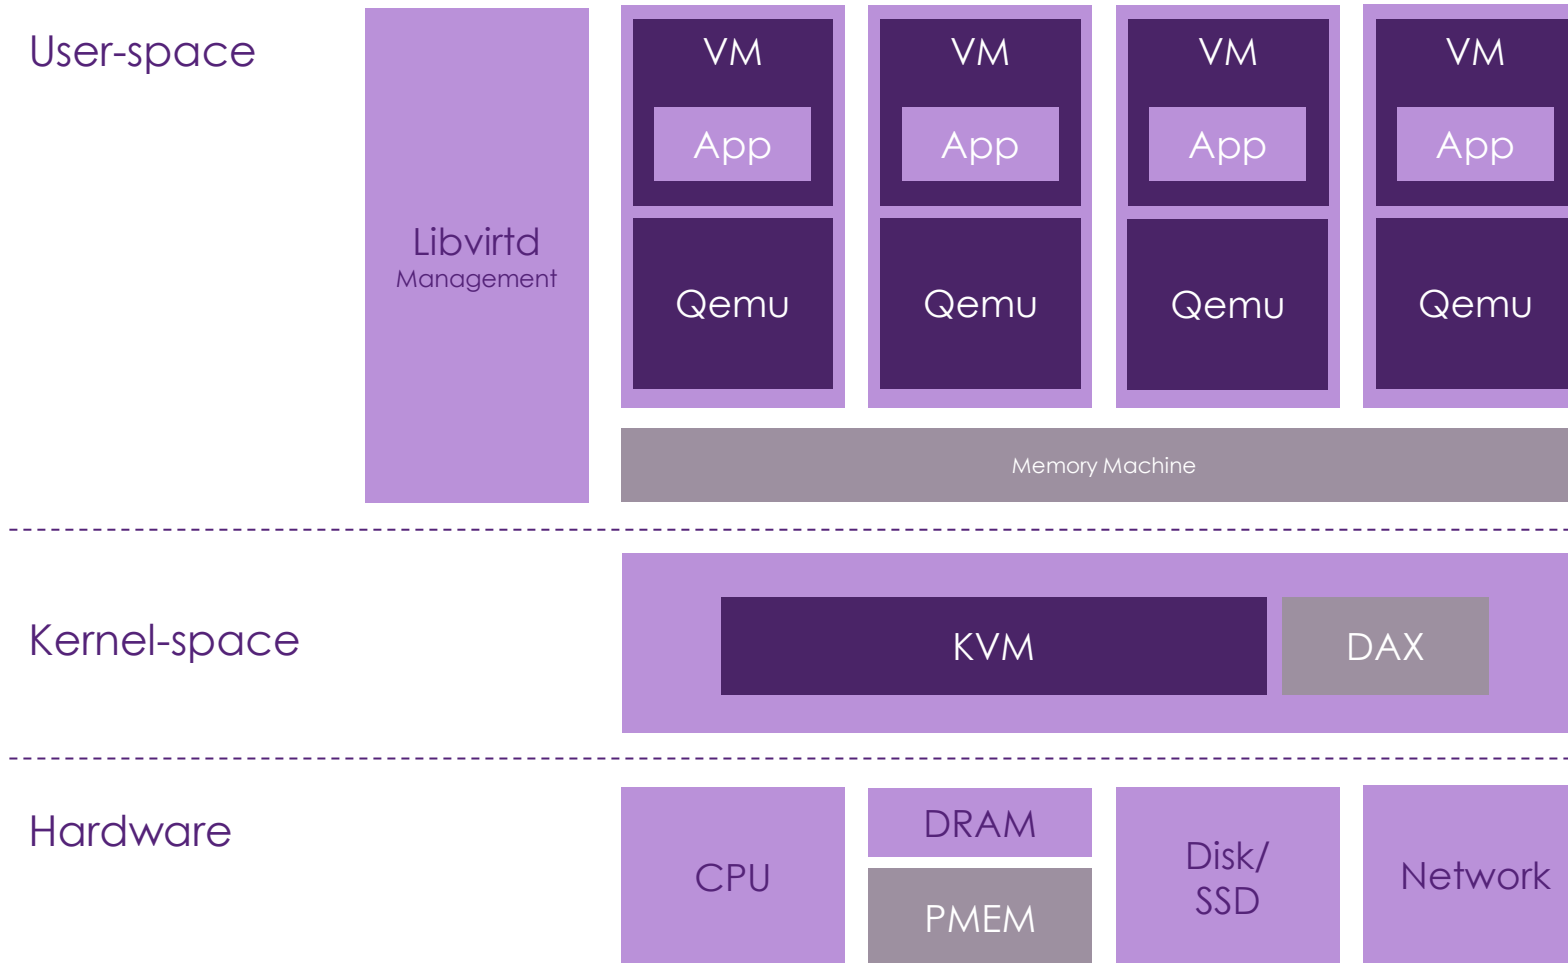 User-space
Libvirtd
Management
VM
App
Qemu
VM
App
Qemu
VM
App
Qemu
VM
App
Qemu
Memory Machine
Kernel-space
KVM
DAX
Hardware
CPU
DRAM
PMEM
Disk/
SSD
Network